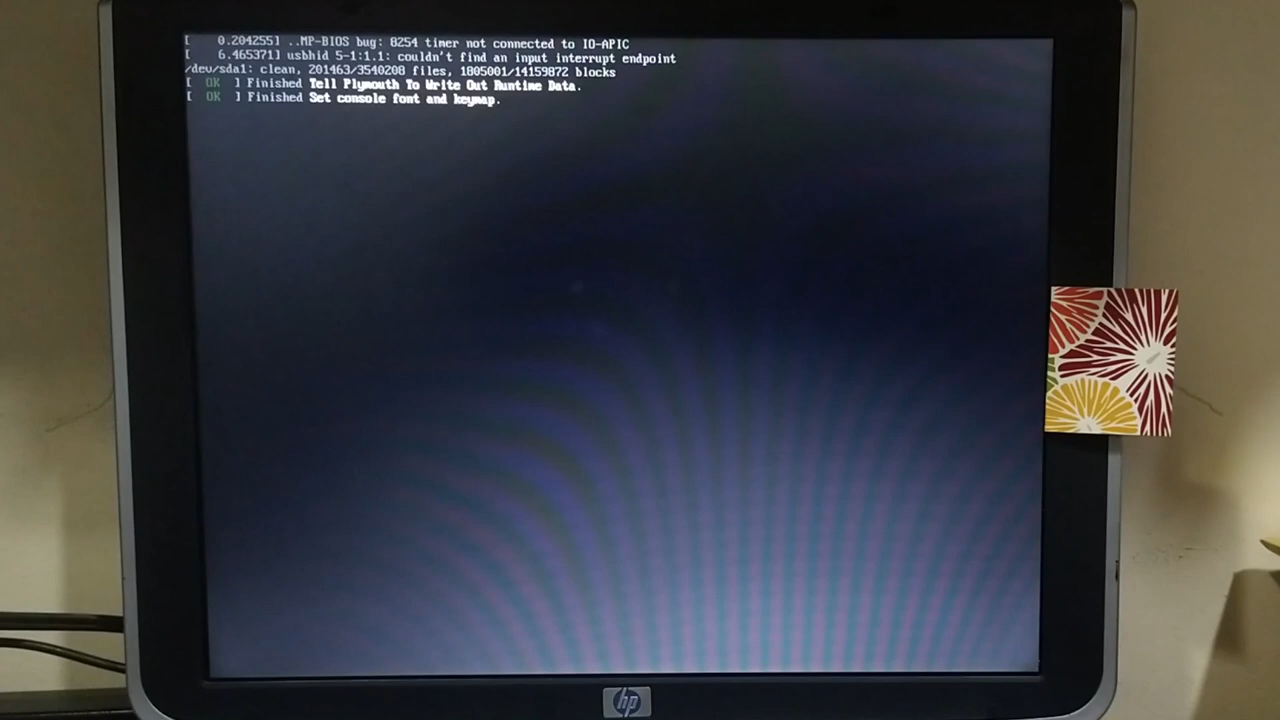 [    0.204255] ..MP-BIOS bug: 8254 timer not connected to IO-APIC
[    6.465371] usbhid 5-1:1.1: couldn't find an input interrupt endpoint
/dev/sda1: clean, 201463/3540208 files, 1805001/14159872 blocks
[  OK  ] Finished Tell Plymouth To Write Out Runtime Data.
[  OK  ] Finished Set console font and keymap.
hp